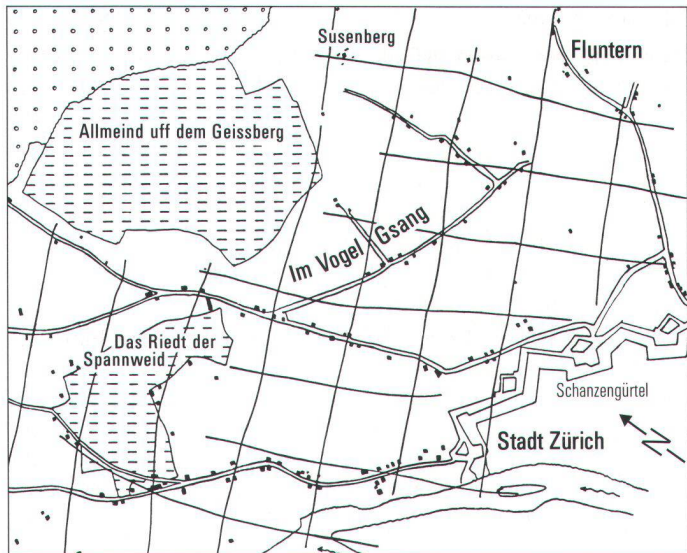 Susenberg
Fluntern
Allmeind uff dem Geissberg
Im Vogel Gsang
Das Riedt der
Spannweid
Schanzengürtel
Stadt Zürich